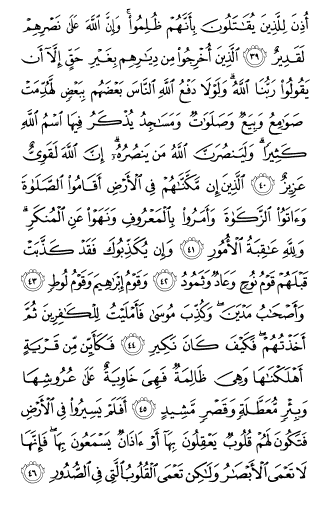 أُذِنَ لِلَّذِينَ يُقَاتَلُونَ بِأَنَّهُمْ ظُلِمُوا۟ ۚ وَإِنَّ ٱللَّهَ عَلَىٰ نَصْرِهِمْ
لَقَدِيرٌ ﴿٣٩﴾ ٱلَّذِينَ أُخْرِجُوا۟ مِن دِيَـٰرِهِم بِغَيْرِ حَقٍّ إِلَّآ أَن
يَقُولُوا۟ رَبُّنَا ٱللَّهُ ۗ وَلَوْلَا دَفْعُ ٱللَّهِ ٱلنَّاسَ بَعْضَهُم بِبَعْضٍ لَّهُدِّمَتْ
صَوَٰمِعُ وَبِيَعٌ وَصَلَوَٰتٌ وَمَسَـٰجِدُ يُذْكَرُ فِيهَا ٱسْمُ ٱللَّهِ
كَثِيرًا ۗ وَلَيَنصُرَنَّ ٱللَّهُ مَن يَنصُرُهُۥٓ ۗ إِنَّ ٱللَّهَ لَقَوِىٌّ
عَزِيزٌ ﴿٤٠﴾ ٱلَّذِينَ إِن مَّكَّنَّـٰهُمْ فِى ٱلْأَرْضِ أَقَامُوا۟ ٱلصَّلَوٰةَ
وَءَاتَوُا۟ ٱلزَّكَوٰةَ وَأَمَرُوا۟ بِٱلْمَعْرُوفِ وَنَهَوْا۟ عَنِ ٱلْمُنكَرِ ۗ
وَلِلَّهِ عَـٰقِبَةُ ٱلْأُمُورِ ﴿٤١﴾ وَإِن يُكَذِّبُوكَ فَقَدْ كَذَّبَتْ
قَبْلَهُمْ قَوْمُ نُوحٍ وَعَادٌ وَثَمُودُ ﴿٤٢﴾ وَقَوْمُ إِبْرَٰهِيمَ وَقَوْمُ لُوطٍ ﴿٤٣﴾
وَأَصْحَـٰبُ مَدْيَنَ ۖ وَكُذِّبَ مُوسَىٰ فَأَمْلَيْتُ لِلْكَـٰفِرِينَ ثُمَّ
أَخَذْتُهُمْ ۖ فَكَيْفَ كَانَ نَكِيرِ ﴿٤٤﴾ فَكَأَيِّن مِّن قَرْيَةٍ
أَهْلَكْنَـٰهَا وَهِىَ ظَالِمَةٌ فَهِىَ خَاوِيَةٌ عَلَىٰ عُرُوشِهَا
وَبِئْرٍ مُّعَطَّلَةٍ وَقَصْرٍ مَّشِيدٍ ﴿٤٥﴾ أَفَلَمْ يَسِيرُوا۟ فِى ٱلْأَرْضِ
فَتَكُونَ لَهُمْ قُلُوبٌ يَعْقِلُونَ بِهَآ أَوْ ءَاذَانٌ يَسْمَعُونَ بِهَا ۖ فَإِنَّهَا
لَا تَعْمَى ٱلْأَبْصَـٰرُ وَلَـٰكِن تَعْمَى ٱلْقُلُوبُ ٱلَّتِى فِى ٱلصُّدُورِ ﴿٤٦﴾